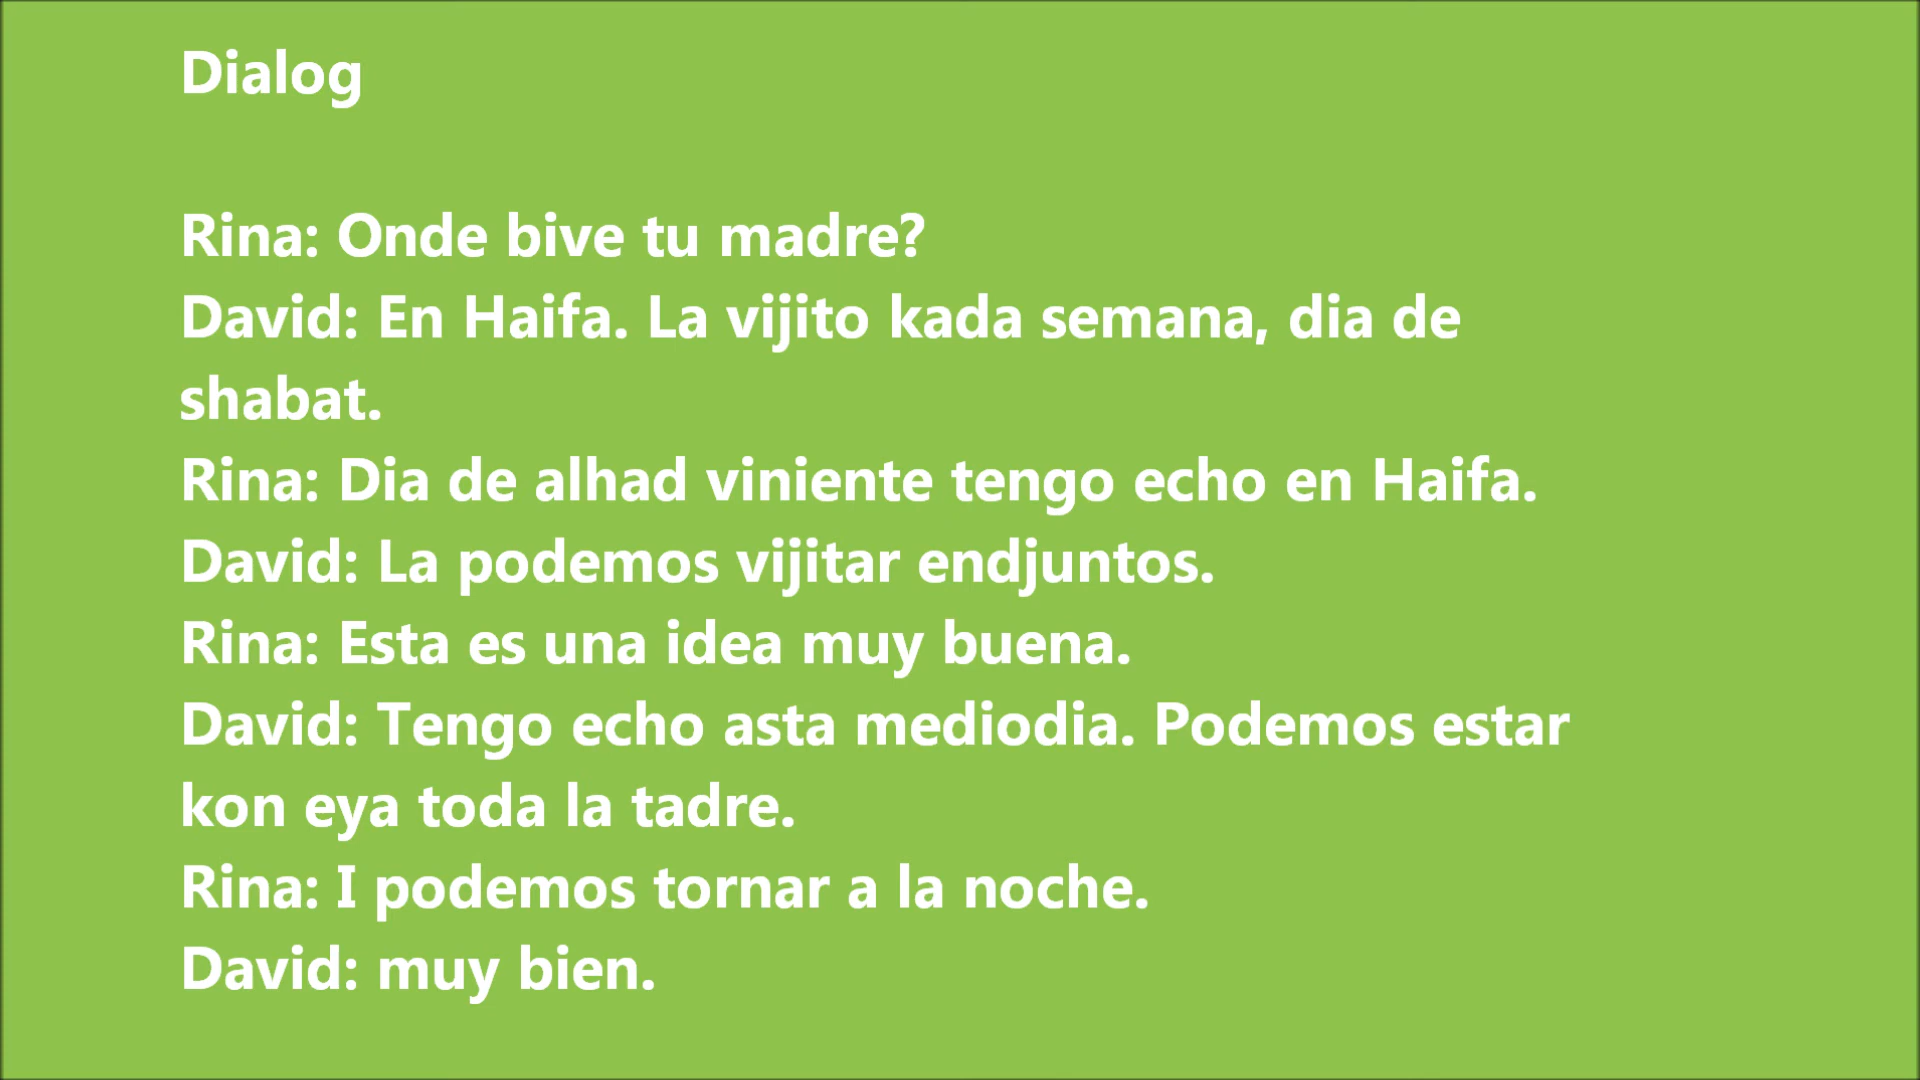 Dialog
Rina: Onde bive tu madre?
David: En Haifa. La vijito kada semana, dia de
shabat.
Rina: Dia de alhad viniente tengo echo en Haifa.
David: La podemos vijitar endjuntos.
Rina: Esta es una idea muy buena.
David: Tengo echo asta mediodia. Podemos estar
kon eya toda la tadre.
Rina: I podemos tornar a la noche.
David: muy bien.